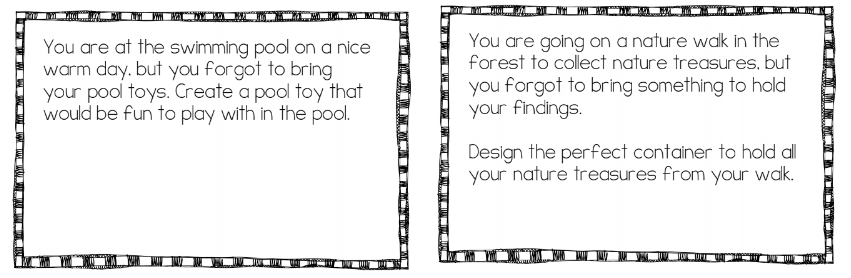 You are at the swimming pool on a nice
warm day, but you forgot to bring
your pool toys. Create a pool toy that
would be fun to play with in the pool.
You are going on a nature walk in the
forest to collect nature treasures, but
you forgot to bring something to hold
your findings.
Design the perfect container to hold all
your nature treasures from your walk.